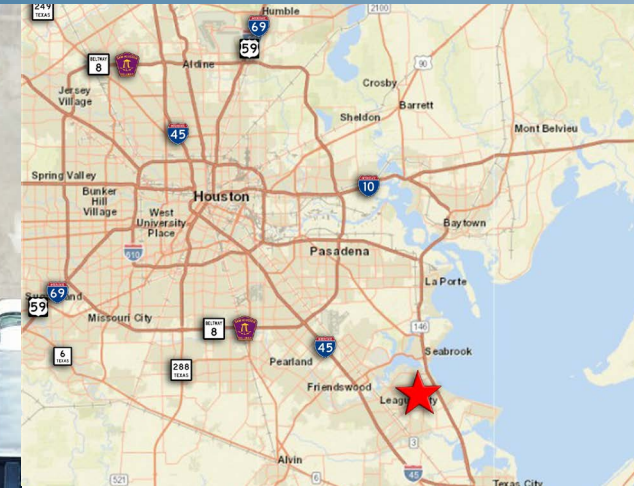 249
TEXAS
Humble
2100
69
59
BELTWAY
8
Aldine
90
Crosby
Jersey
Village
Barrett
Sheldon
45
Mont Belvieu
Spring Valley
10
Bunker
Hill
Village
Houston
West
University
Place
Baytown
610
Pasadena
La Porte
69
59
Missouri City
BELTWAY
8
146
45
Seabrook
6
TEXAS
288
TEXAS
Pearland
Friendswood
3
Alvin
521
6
45
Texas City